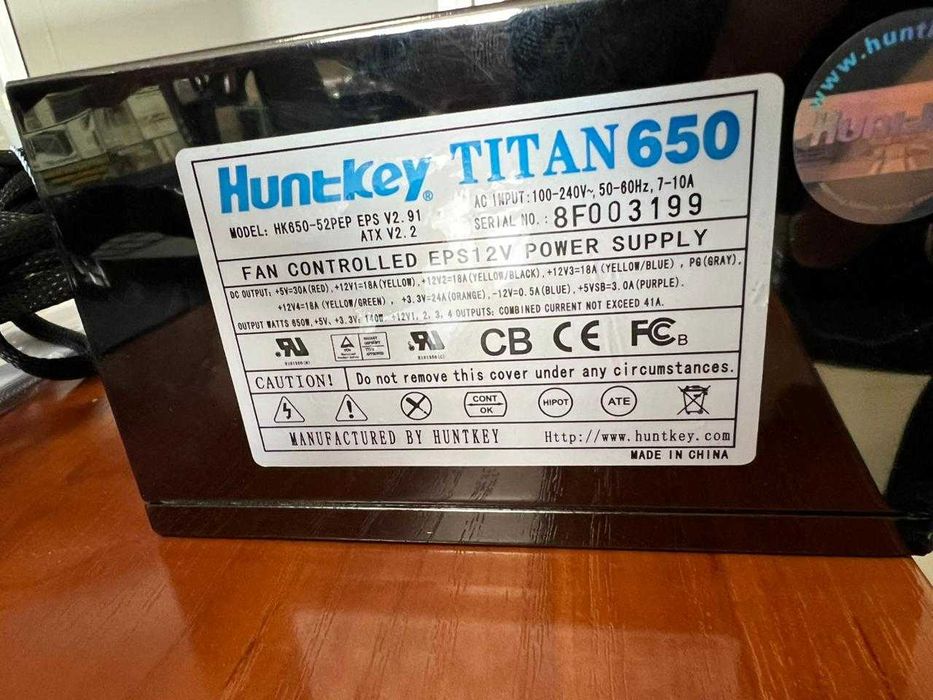 www.hunt
Huntkey
Huntkey® TITAN 650
MODEL: HK650-52PEP EPS V2.91
ATX V2.2
AC INPUT:100-240V~, 50-60Hz, 7-10A
SERIAL NO.: 8F003199
FAN CONTROLLED EPS12V POWER SUPPLY
DC OUTPUT: +5V=30A(RED), +12V1=18A(YELLOW), +12V2=18A(YELLOW/BLACK), +12V3=18A(YELLOW/BLUE), PG(GRAY),
+12V4=18A(YELLOW/GREEN), +3.3V=24A(ORANGE), -12V=0.5A(BLUE), +5VSB=3.0A(PURPLE).
OUTPUT WATTS 650W, +5V, +3.3V: 140W, +12V1, 2, 3, 4 OUTPUTS: COMBINED CURRENT NOT EXCEED 41A.
CB CE FC B
CAUTION! Do not remove this cover under any circumstances.
CONT OK HIPOT ATE
MANUFACTURED BY HUNTKEY Http://www.huntkey.com
MADE IN CHINA